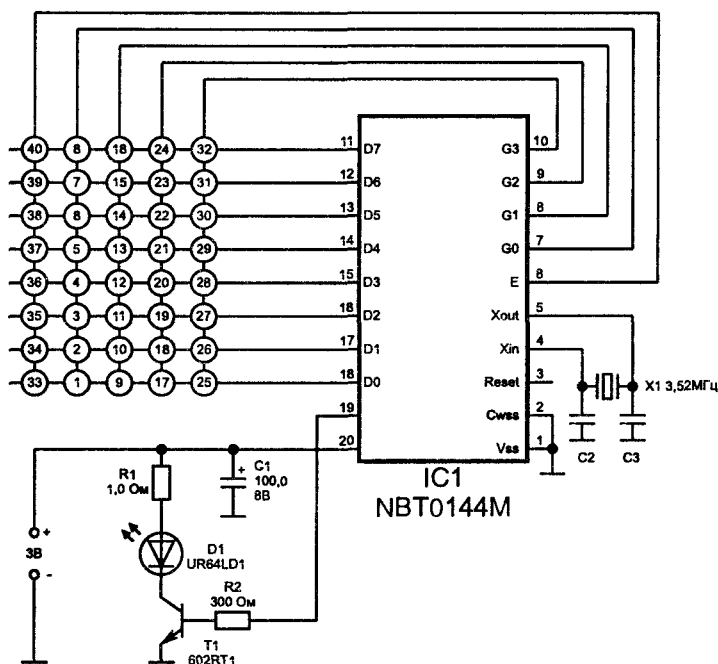 40 8 18 24 32 11 D7 G3 10
39 7 15 23 31 12 D6 G2 9
38 8 14 22 30 13 D5 G1 8
37 5 13 21 29 14 D4 G0 7
36 4 12 20 28 15 D3 E 8
35 3 11 19 27 18 D2 Xout 5
34 2 10 18 26 17 D1 Xin 4
33 1 9 17 25 18 D0 Reset 3
X1 3,52МГц
19 Cwss 2
20 Vss 1
C2 C3
IC1
NBT0144M
R1
1,0 Ом
+ C1
100,0
8В
+
3В
-
D1
UR64LD1
R2
300 Ом
T1
602RT1